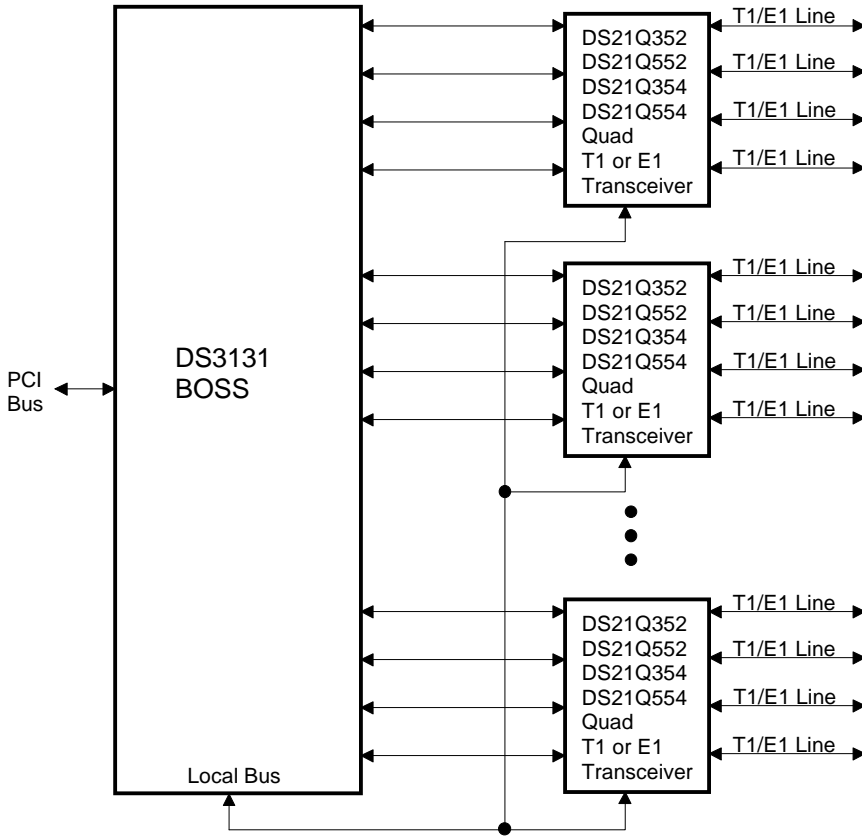 T1/E1 Line
T1/E1 Line
T1/E1 Line
T1/E1 Line
DS21Q352
DS21Q552
DS21Q354
DS21Q554
Quad
T1 or E1
Transceiver
T1/E1 Line
T1/E1 Line
T1/E1 Line
T1/E1 Line
DS21Q352
DS21Q552
DS21Q354
DS21Q554
Quad
T1 or E1
Transceiver
PCI
Bus
DS3131
BOSS
T1/E1 Line
T1/E1 Line
T1/E1 Line
T1/E1 Line
DS21Q352
DS21Q552
DS21Q354
DS21Q554
Quad
T1 or E1
Transceiver
Local Bus